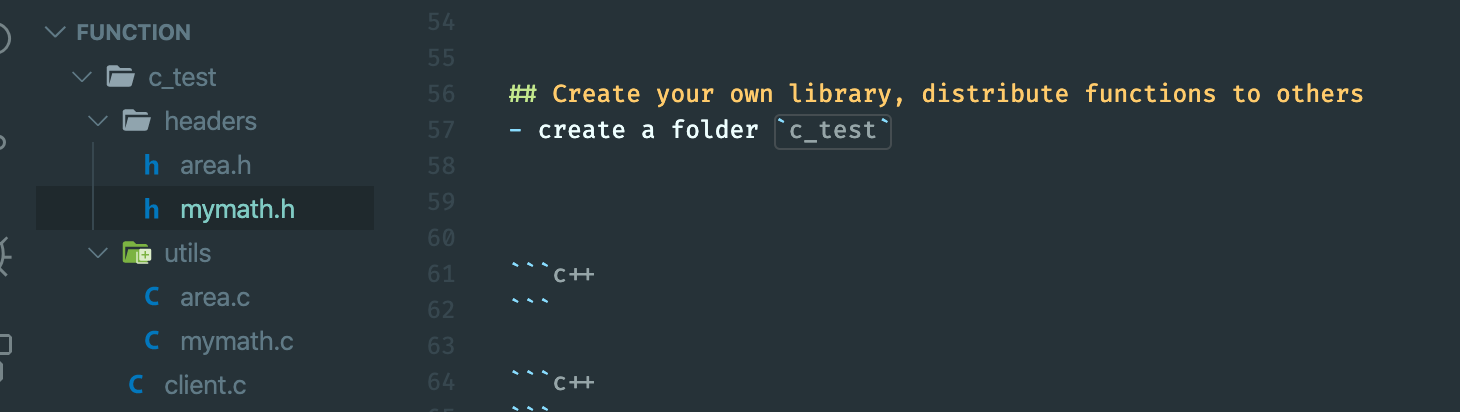 FUNCTION
c_test
headers
h area.h
h mymath.h
utils
C area.c
C mymath.c
C client.c
54
55
56 ## Create your own library, distribute functions to others
57 - create a folder `c_test`
58
59
60
61 ```c++
62 ```
63
64 ```c++
```